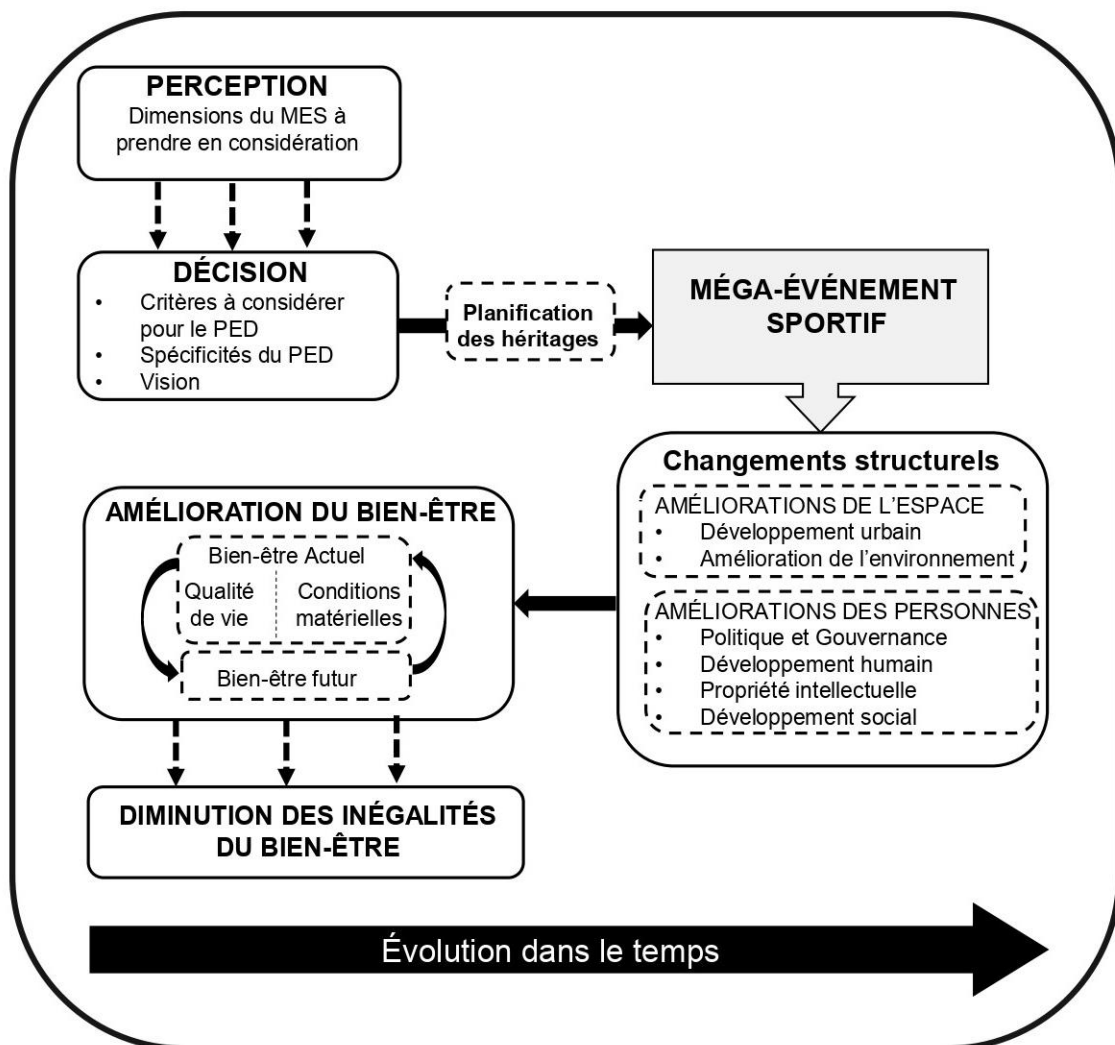 PERCEPTION
Dimensions du MES à
prendre en considération
DÉCISION
• Critères à considérer
pour le PED
• Spécificités du PED
• Vision
Planification
des héritages
MÉGA-ÉVÉNEMENT
SPORTIF
Changements structurels
AMÉLIORATIONS DE L'ESPACE
• Développement urbain
• Amélioration de l'environnement
AMÉLIORATIONS DES PERSONNES
• Politique et Gouvernance
• Développement humain
• Propriété intellectuelle
• Développement social
AMÉLIORATION DU BIEN-ÊTRE
Bien-être Actuel
Qualité
de vie
Conditions
matérielles
Bien-être futur
DIMINUTION DES INÉGALITÉS
DU BIEN-ÊTRE
Évolution dans le temps